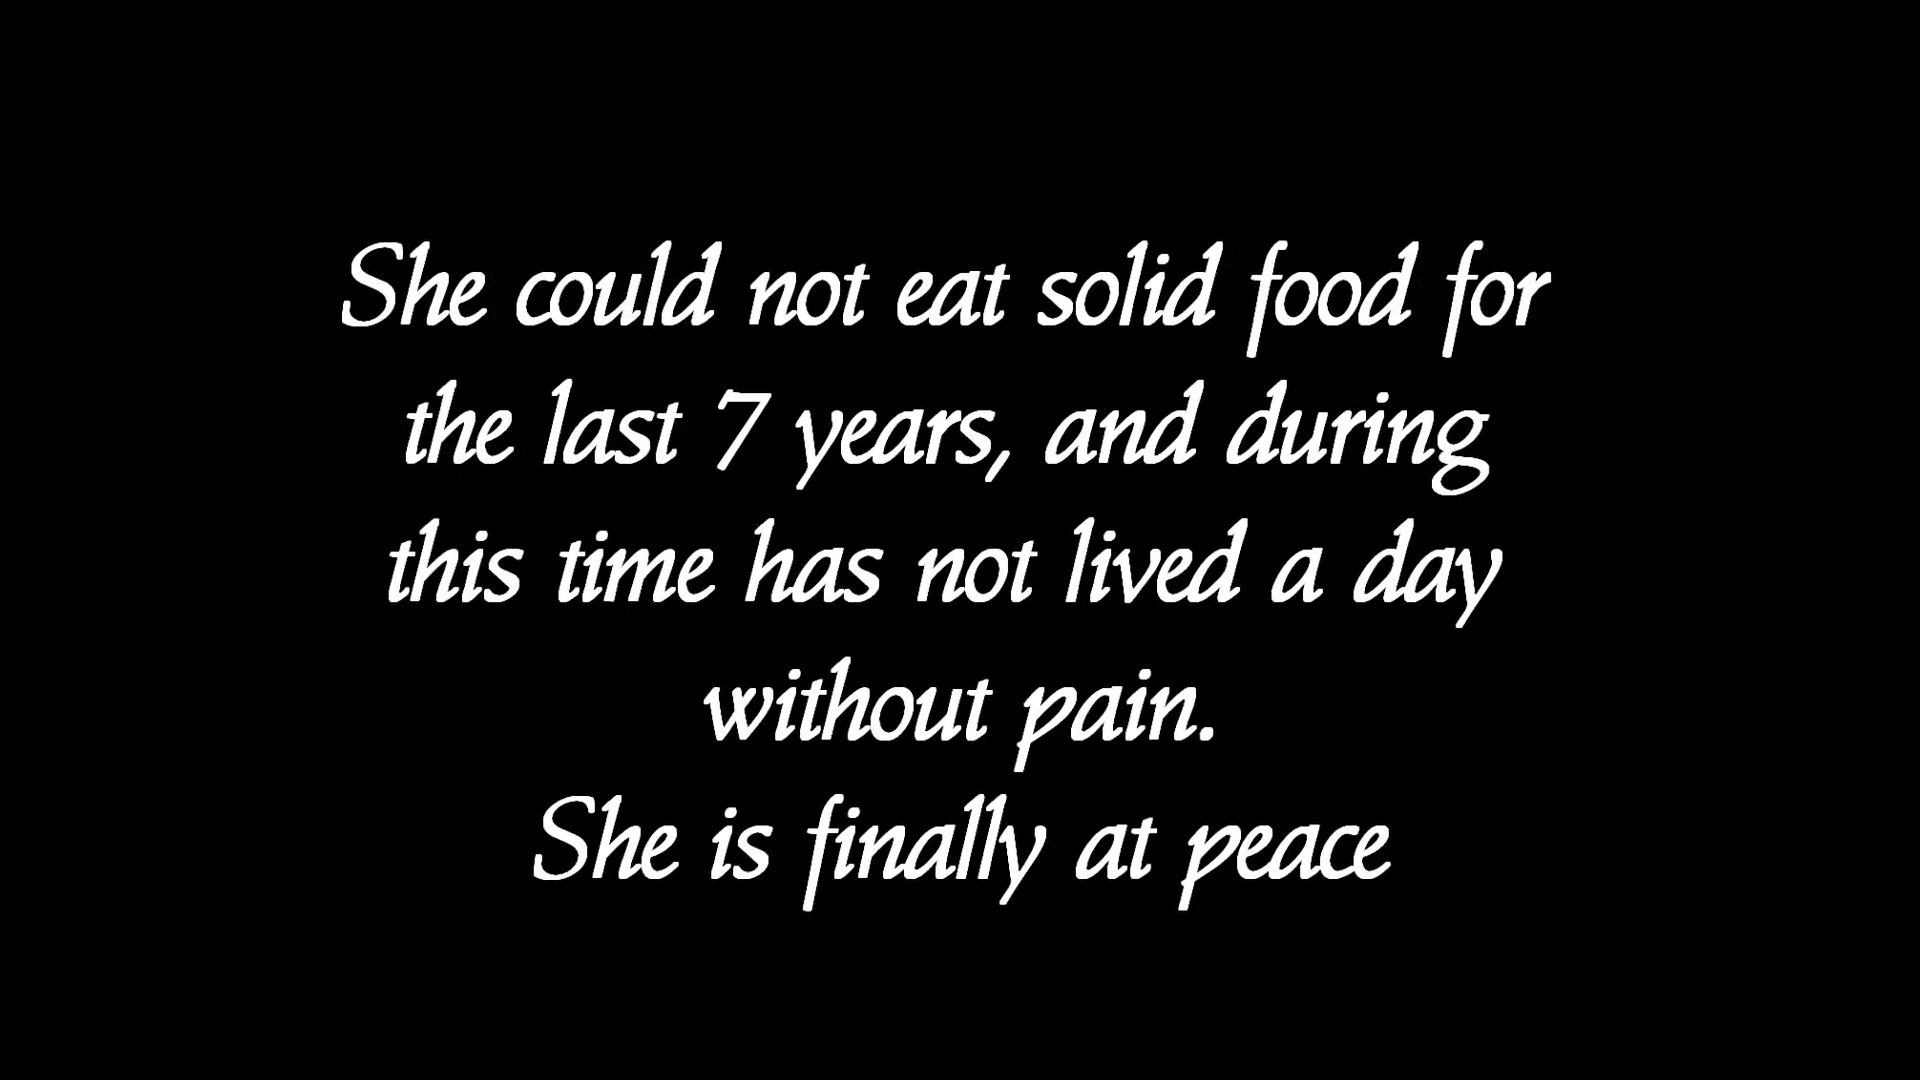 She could not eat solid food for
the last 7 years, and during
this time has not lived a day
without pain.
She is finally at peace